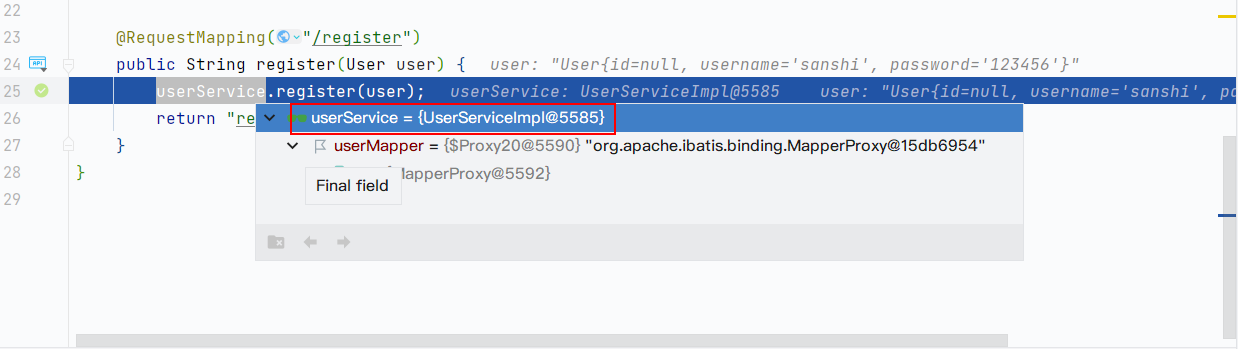 22
23 @RequestMapping("/register")
24 public String register(User user) { user: "User{id=null, username='sanshi', password='123456'}"
25 userService.register(user); userService: UserServiceImpl@5585 user: "User{id=null, username='sanshi', pa
userService = {UserServiceImpl@5585}
26 return "re
27 }
userMapper = {$Proxy20@5590} "org.apache.ibatis.binding.MapperProxy@15db6954"
28 }
MapperProxy@5592}
Final field
29